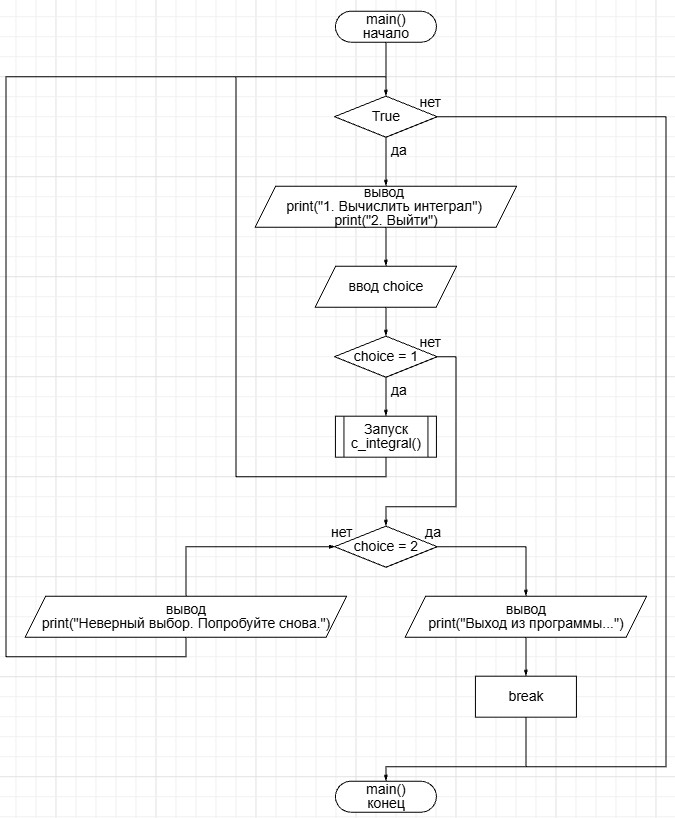 main()
начало
нет
True
да
вывод
print("1. Вычислить интеграл")
print("2. Выйти")
ввод choice
нет
choice = 1
да
Запуск
c_integral()
нет
да
choice = 2
вывод
print("Неверный выбор. Попробуйте снова.")
вывод
print("Выход из программы...")
break
main()
конец